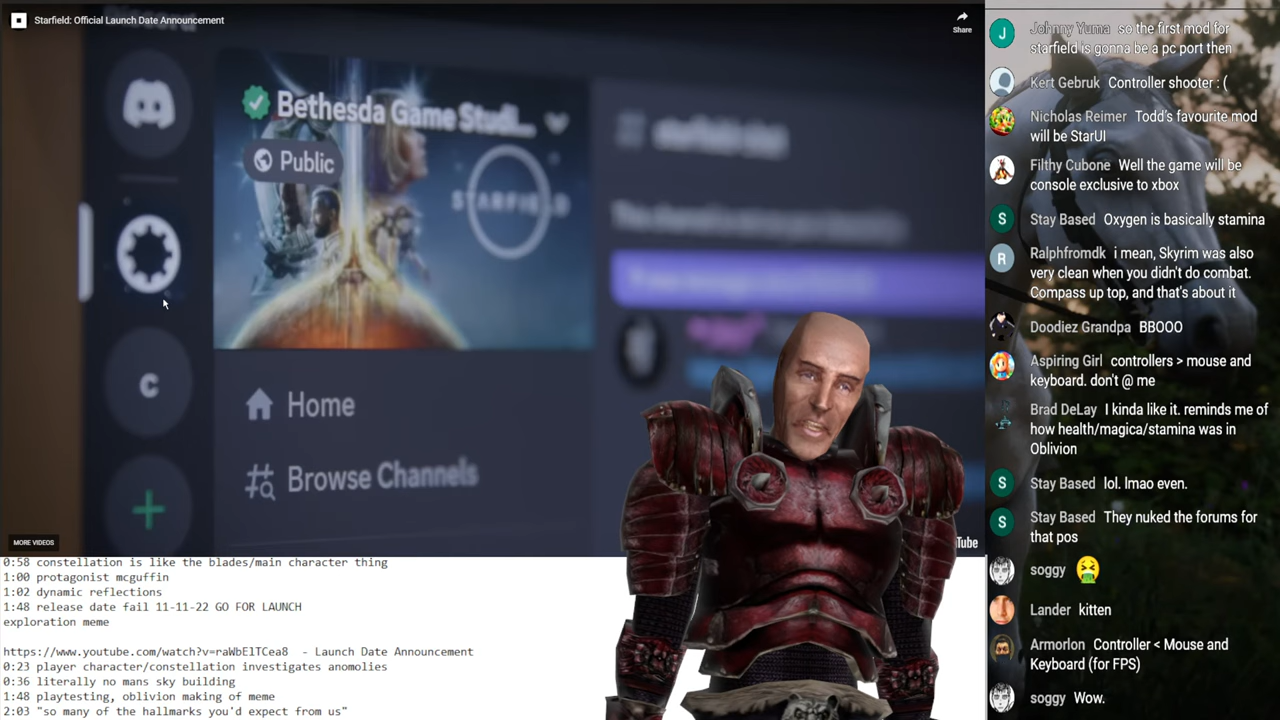 Discord
Starfield: Official Launch Date Announcement
Share
Bethesda Game Studi...
Public
STARFIELD
C
Home
Browse Channels
MORE VIDEOS
Tube
0:58 constellation is like the blades/main character thing
1:00 protagonist mcguffin
1:02 dynamic reflections
1:48 release date fail 11-11-22 GO FOR LAUNCH
exploration meme
https://www.youtube.com/watch?v=raWbElTCea8 - Launch Date Announcement
0:23 player character/constellation investigates anomolies
0:36 literally no mans sky building
1:48 playtesting, oblivion making of meme
2:03 "so many of the hallmarks you'd expect from us"
J
Johnny Yuma so the first mod for
starfield is gonna be a pc port then
Kert Gebruk Controller shooter : (
Nicholas Reimer Todd's favourite mod
will be StarUI
Filthy Cubone Well the game will be
console exclusive to xbox
S
Stay Based Oxygen is basically stamina
R
Ralphfromdk i mean, Skyrim was also
very clean when you didn't do combat.
Compass up top, and that's about it
Doodiez Grandpa BBOOO
Aspiring Girl controllers > mouse and
keyboard. don't @ me
Brad DeLay I kinda like it. reminds me of
how health/magica/stamina was in
Oblivion
S
Stay Based lol. lmao even.
S
Stay Based They nuked the forums for
that pos
soggy 🤮
Lander kitten
Armorlon Controller < Mouse and
Keyboard (for FPS)
soggy Wow.